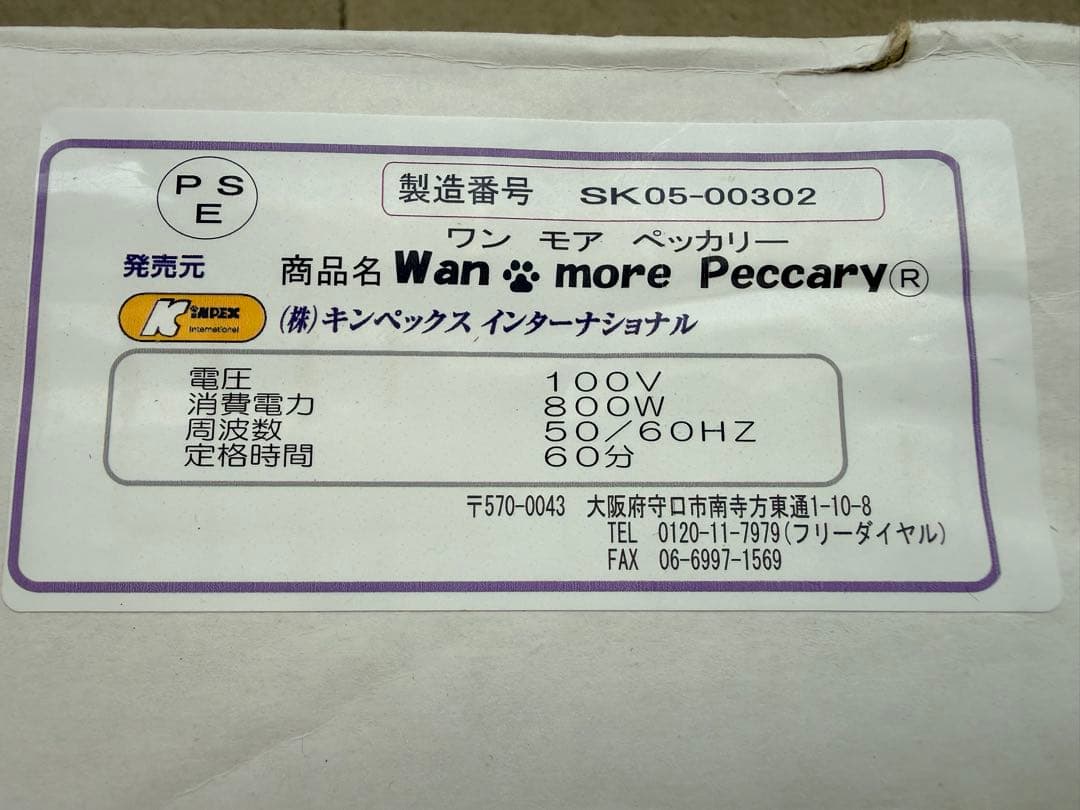 PS
E
製造番号 SK05-00302
ワン モア ペッカリー
発売元
商品名 Wan more Peccary®
KiNPEX
International
(株)キンペックス インターナショナル
電圧 100V
消費電力 800W
周波数 50/60HZ
定格時間 60分
〒570-0043 大阪府守口市南寺方東通1-10-8
TEL 0120-11-7979(フリーダイヤル)
FAX 06-6997-1569